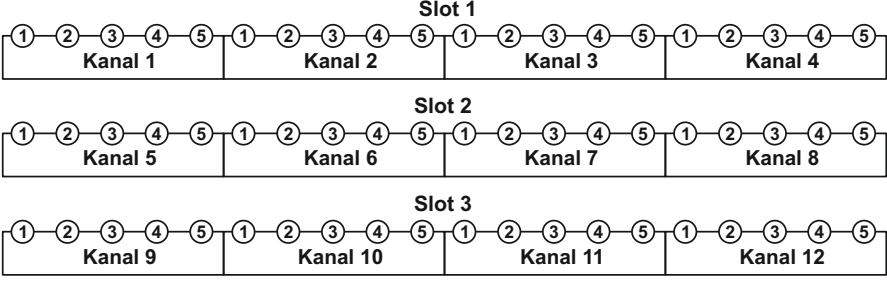 Slot 1
1 2 3 4 5 1 2 3 4 5 1 2 3 4 5 1 2 3 4 5
Kanal 1 Kanal 2 Kanal 3 Kanal 4
Slot 2
1 2 3 4 5 1 2 3 4 5 1 2 3 4 5 1 2 3 4 5
Kanal 5 Kanal 6 Kanal 7 Kanal 8
Slot 3
1 2 3 4 5 1 2 3 4 5 1 2 3 4 5 1 2 3 4 5
Kanal 9 Kanal 10 Kanal 11 Kanal 12